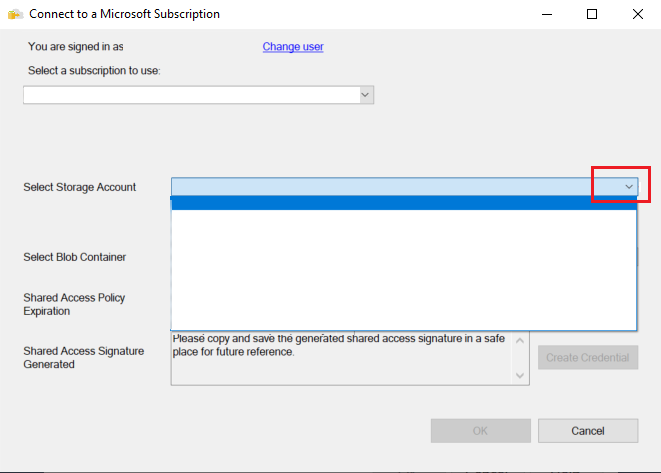 Connect to a Microsoft Subscription
You are signed in as
Change user
Select a subscription to use:
Select Storage Account
Select Blob Container
Shared Access Policy
Expiration
Shared Access Signature
Generated
Please copy and save the generated shared access signature in a safe
place for future reference.
Create Credential
OK
Cancel